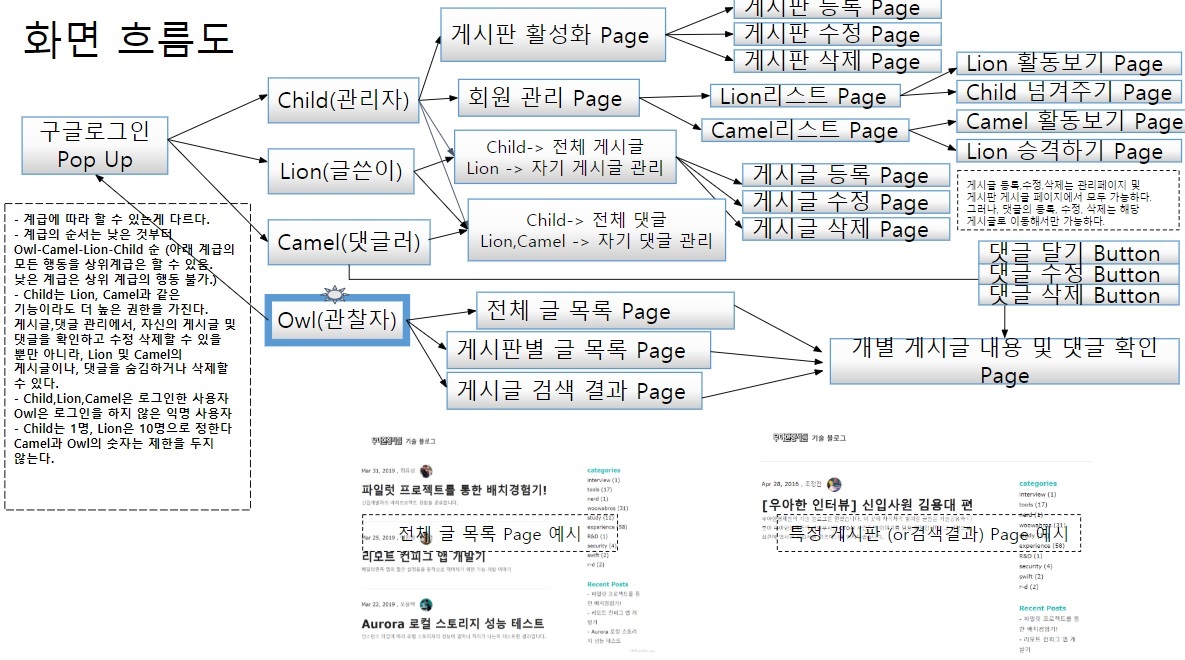 화면 흐름도
구글로그인
Pop Up
Child(관리자)
Lion(글쓴이)
Camel(댓글러)
Owl(관찰자)
게시판 활성화 Page
회원 관리 Page
Child-> 전체 게시글
Lion -> 자기 게시글 관리
Child-> 전체 댓글
Lion,Camel -> 자기 댓글 관리
게시판 등록 Page
게시판 수정 Page
게시판 삭제 Page
Lion리스트 Page
Camel리스트 Page
Lion 활동보기 Page
Child 넘겨주기 Page
Camel 활동보기 Page
Lion 승격하기 Page
게시글 등록 Page
게시글 수정 Page
게시글 삭제 Page
게시글 등록,수정,삭제는 관리페이지 및
게시판 게시글 페이지에서 모두 가능하다.
그러나, 댓글의 등록, 수정, 삭제는 해당
게시글로 이동해서만 가능하다.
댓글 달기 Button
댓글 수정 Button
댓글 삭제 Button
전체 글 목록 Page
게시판별 글 목록 Page
게시글 검색 결과 Page
개별 게시글 내용 및 댓글 확인
Page
- 계급에 따라 할 수 있는게 다르다.
- 계급의 순서는 낮은 것부터
Owl-Camel-Lion-Child 순 (아래 계급의
모든 행동을 상위계급은 할 수 있음.
낮은 계급은 상위 계급의 행동 불가.)
- Child는 Lion, Camel과 같은
기능이라도 더 높은 권한을 가진다.
게시글,댓글 관리에서, 자신의 게시글 및
댓글을 확인하고 수정 삭제할 수 있을
뿐만 아니라, Lion 및 Camel의
게시글이나, 댓글을 숨김하거나 삭제할
수 있다.
- Child,Lion,Camel은 로그인한 사용자
Owl은 로그인을 하지 않은 익명 사용자
- Child는 1명, Lion은 10명으로 정한다
Camel과 Owl의 숫자는 제한을 두지
않는다.
우아한형제들 기술 블로그
Mar 31, 2019 ,
파일럿 프로젝트를 통한 배치경험기!
Mar 25, 2019
전체 글 목록 Page 예시
리모트 컨피그 앱 개발기
Mar 22, 2019 ,
Aurora 로컬 스토리지 성능 테스트
categories
interview (1)
tools (17)
nerd (1)
woowabros (31)
study (11)
experience (58)
R&D (1)
security (4)
swift (2)
r-d (2)
Recent Posts
- 파일럿 프로젝트를 통
한 배치경험기!
- 리모트 컨피그 앱 개
발기
- Aurora 로컬 스토리
지 성능 테스트
우아한형제들 기술 블로그
Apr 28, 2016 ,
[우아한 인터뷰] 신입사원 김용대 편
특정 게시판 (or검색결과) Page 예시
categories
interview (1)
tools (17)
nerd (1)
woowabros (31)
study (11)
experience (58)
R&D (1)
security (4)
swift (2)
r-d (2)
Recent Posts
- 파일럿 프로젝트를 통
한 배치경험기!
- 리모트 컨피그 앱 개
발기